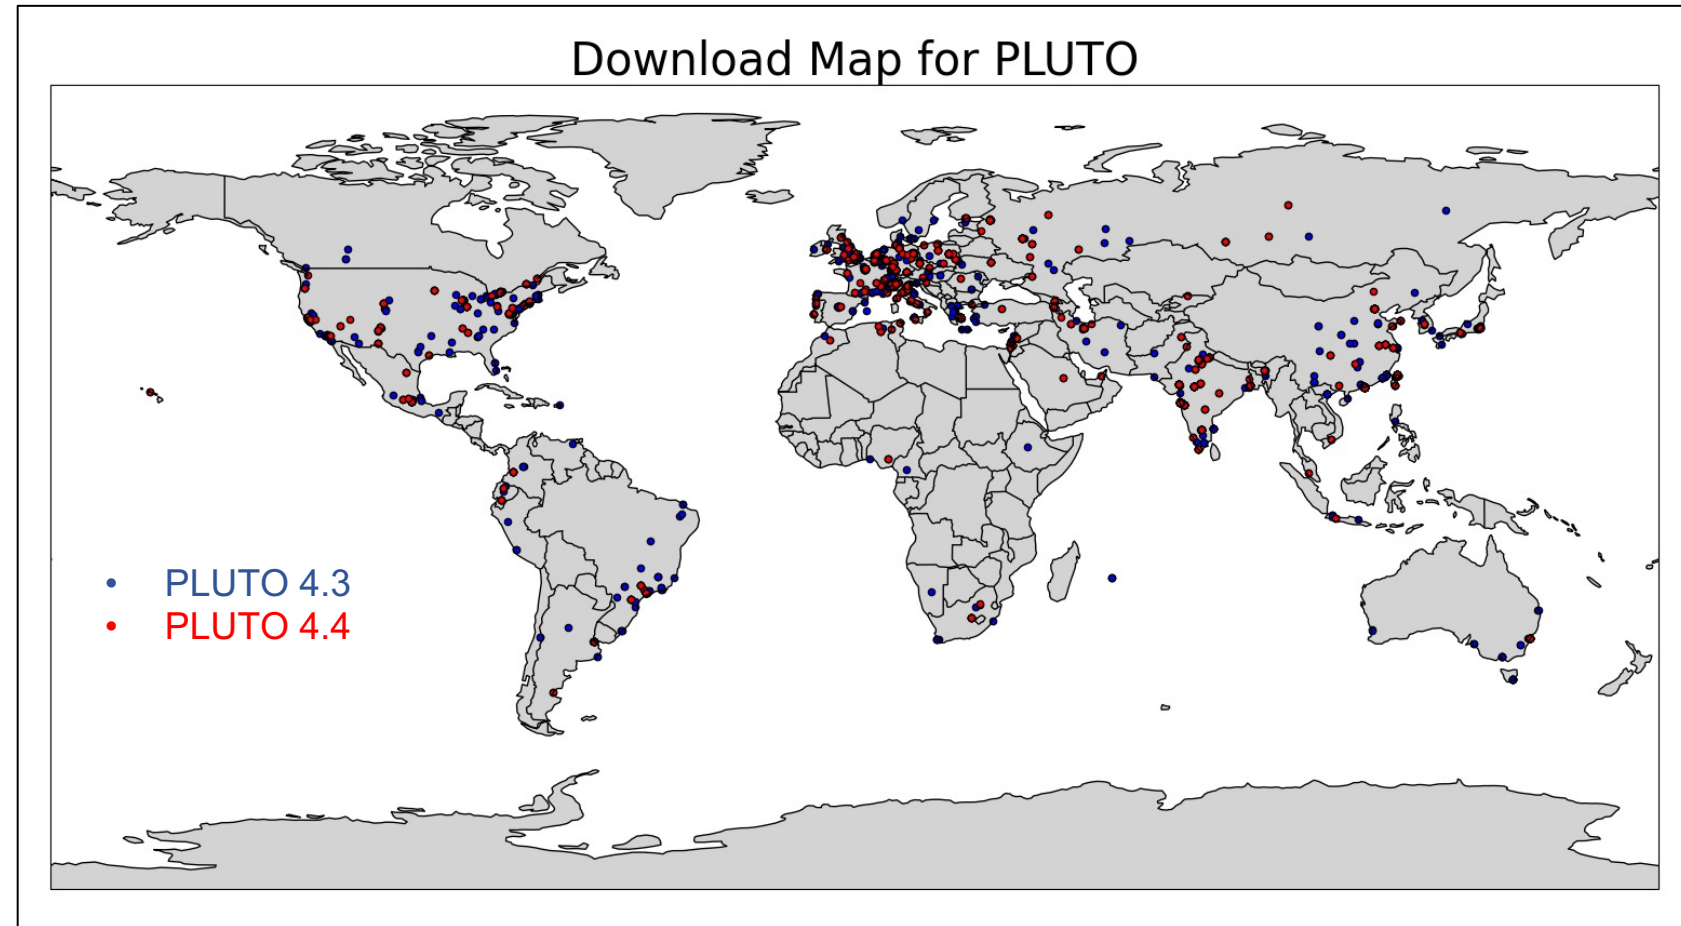 Download Map for PLUTO
• PLUTO 4.3
• PLUTO 4.4